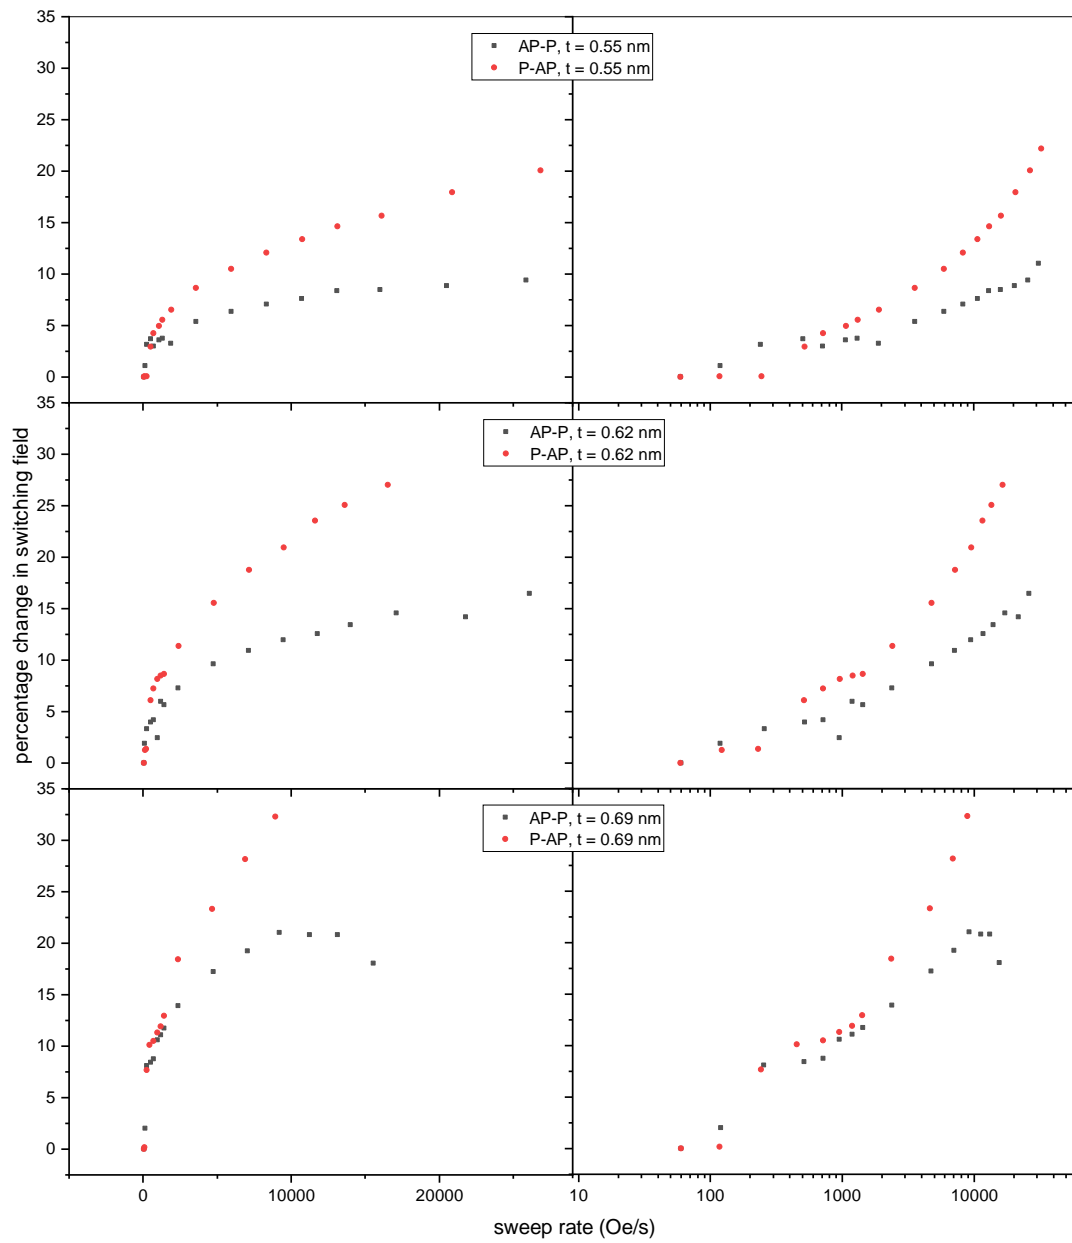 35
30
25
20
15
10
5
0
AP-P, t = 0.55 nm
P-AP, t = 0.55 nm
35
30
25
20
15
10
5
0
AP-P, t = 0.62 nm
P-AP, t = 0.62 nm
percentage change in switching field
35
30
25
20
15
10
5
0
AP-P, t = 0.69 nm
P-AP, t = 0.69 nm
0 10000 20000 10 100 1000 10000
sweep rate (Oe/s)